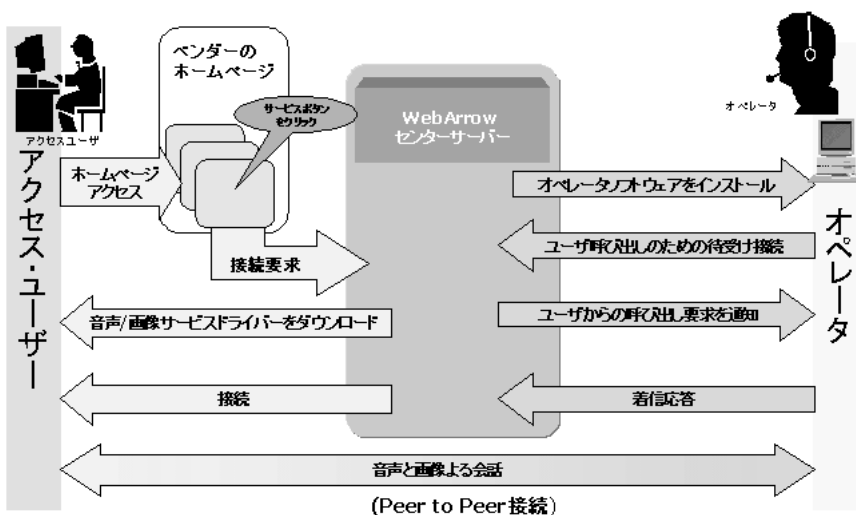 ベンダーの
ホームページ
サービスボタン
をクリック
WebArrow
センターサーバー
オペレータ
アクセスユーザ
アクセス・ユーザー
ホームページ
アクセス
オペレータソフトウェアをインストール
オペレータ
ユーザ呼び出しのための待受け接続
接続要求
音声/画像サービスドライバーをダウンロード
ユーザからの呼び出し要求を通知
接続
着信応答
音声と画像よる会話
(Peer to Peer接続)